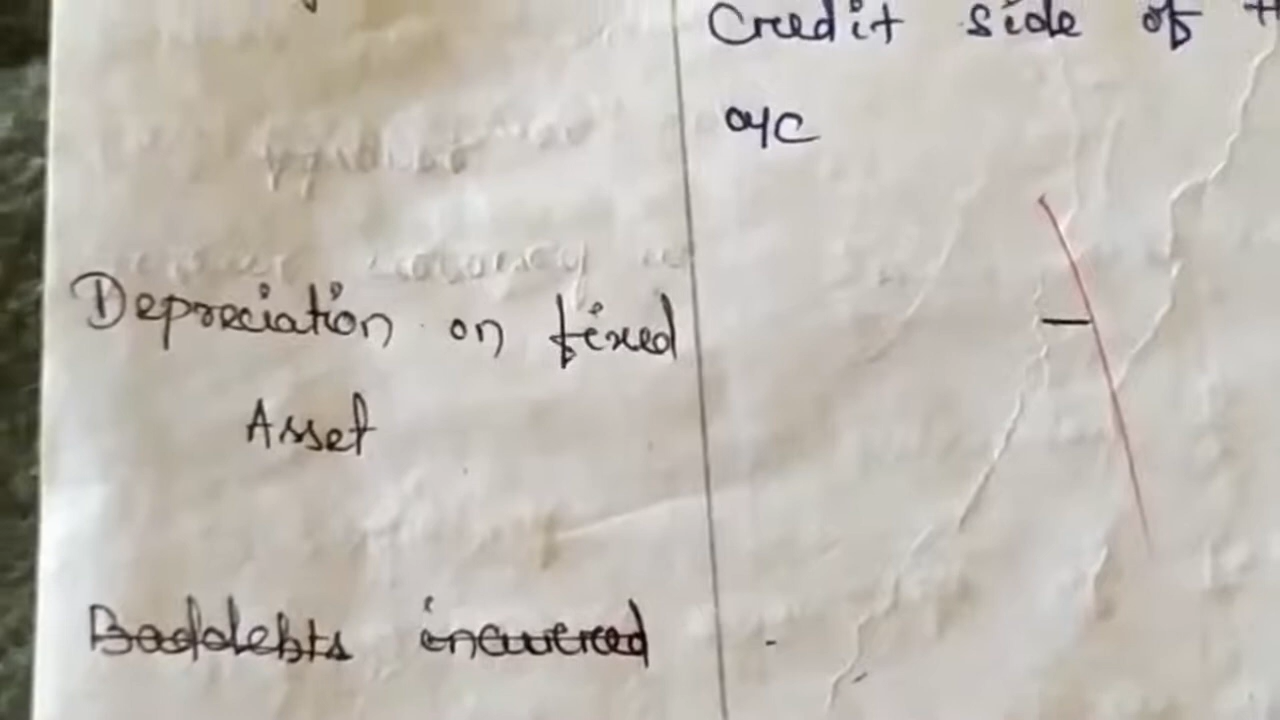 Credit side of
a/c
Depreciation on fixed
Asset
Baddebts incurred